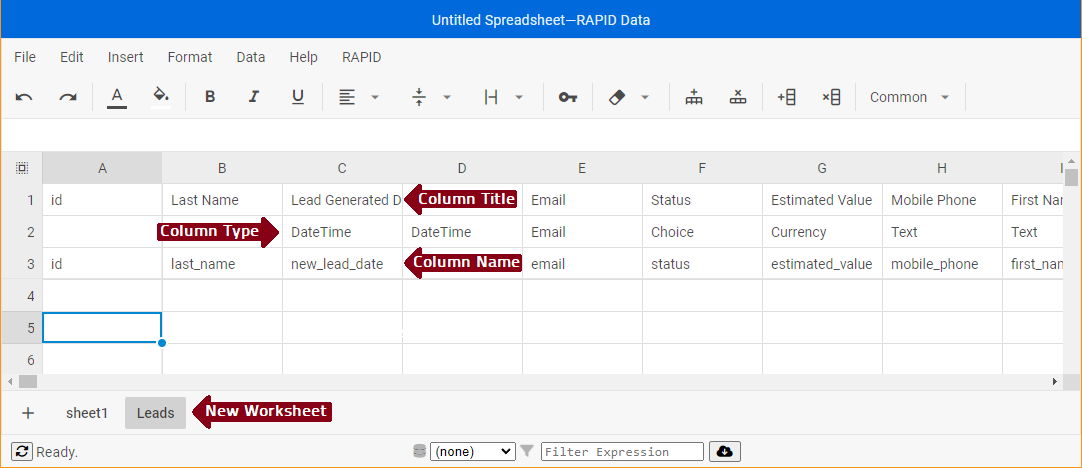 Untitled Spreadsheet—RAPID Data
File Edit Insert Format Data Help RAPID
A B U Common
A B C D E F G H I
1 id Last Name Lead Generated D Column Title Email Status Estimated Value Mobile Phone First Nar
2 Column Type DateTime DateTime Email Choice Currency Text Text
3 id last_name new_lead_date Column Name email status estimated_value mobile_phone first_nar
4
5
6
+ sheet1 Leads New Worksheet
Ready. (none) Filter Expression